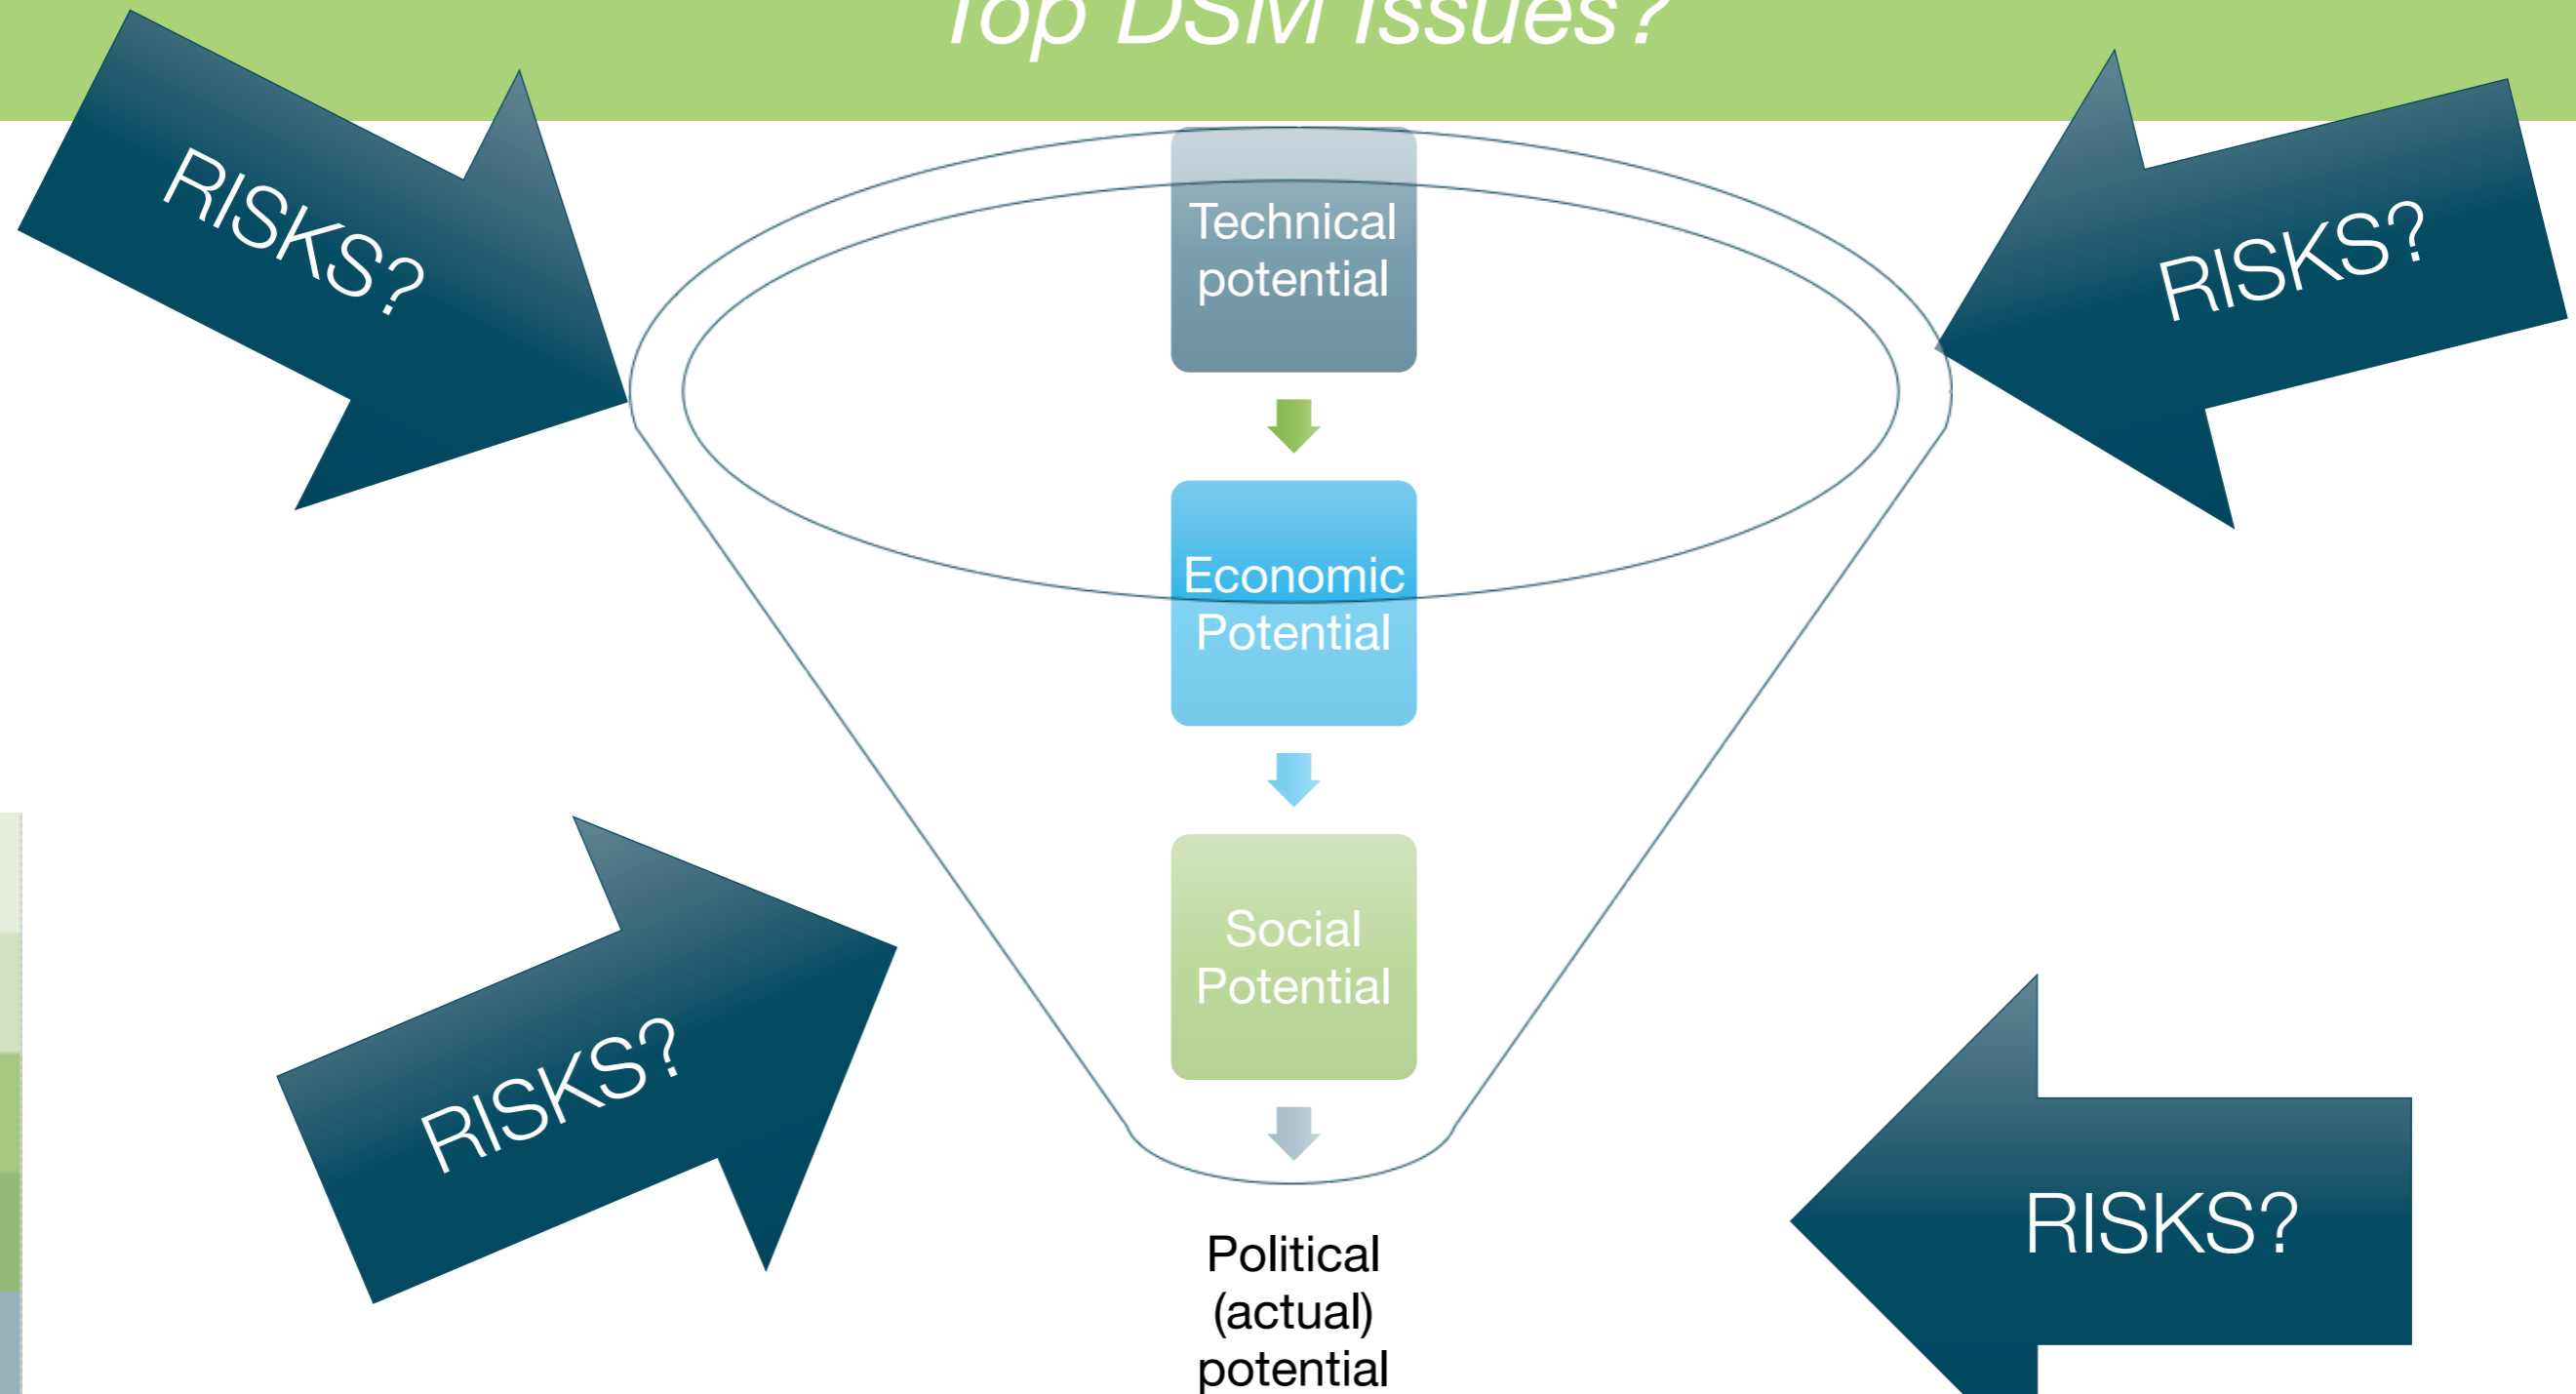 Top DSM Issues?
RISKS?
RISKS?
Technical
potential
Economic
Potential
Social
Potential
RISKS?
RISKS?
Political
(actual)
potential